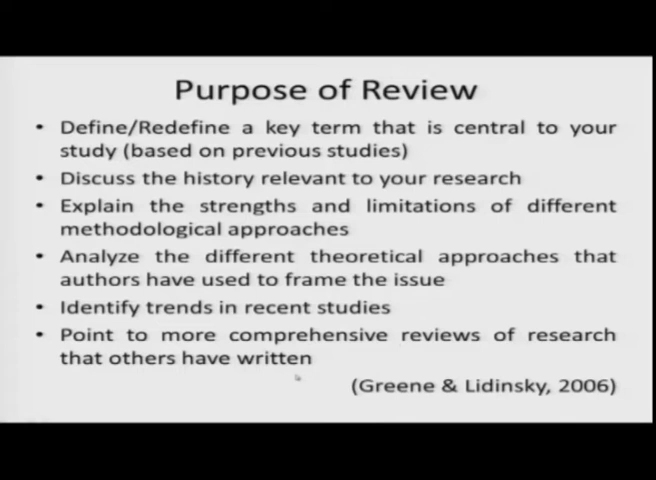 Purpose of Review
• Define/Redefine a key term that is central to your
study (based on previous studies)
• Discuss the history relevant to your research
• Explain the strengths and limitations of different
methodological approaches
• Analyze the different theoretical approaches that
authors have used to frame the issue
• Identify trends in recent studies
• Point to more comprehensive reviews of research
that others have written
(Greene & Lidinsky, 2006)